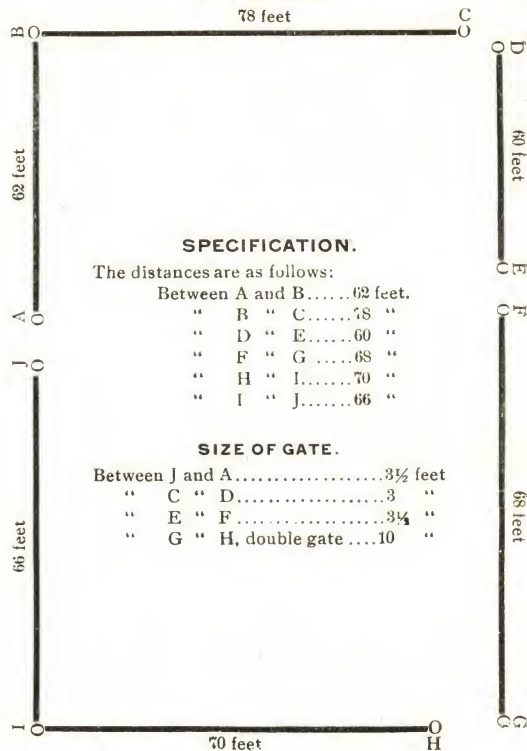 78 feet
B
C
D
62 feet
60 feet
SPECIFICATION.
The distances are as follows:
Between A and B......62 feet.
“ B “ C......78 “
“ D “ E......60 “
“ F “ G......68 “
“ H “ I.......70 “
“ I “ J.......66 “
E
F
A
J
SIZE OF GATE.
Between J and A....................3½ feet
“ C “ D....................3 “
“ E “ F....................3½ “
“ G “ H, double gate ....10 “
66 feet
68 feet
I
H
G
70 feet